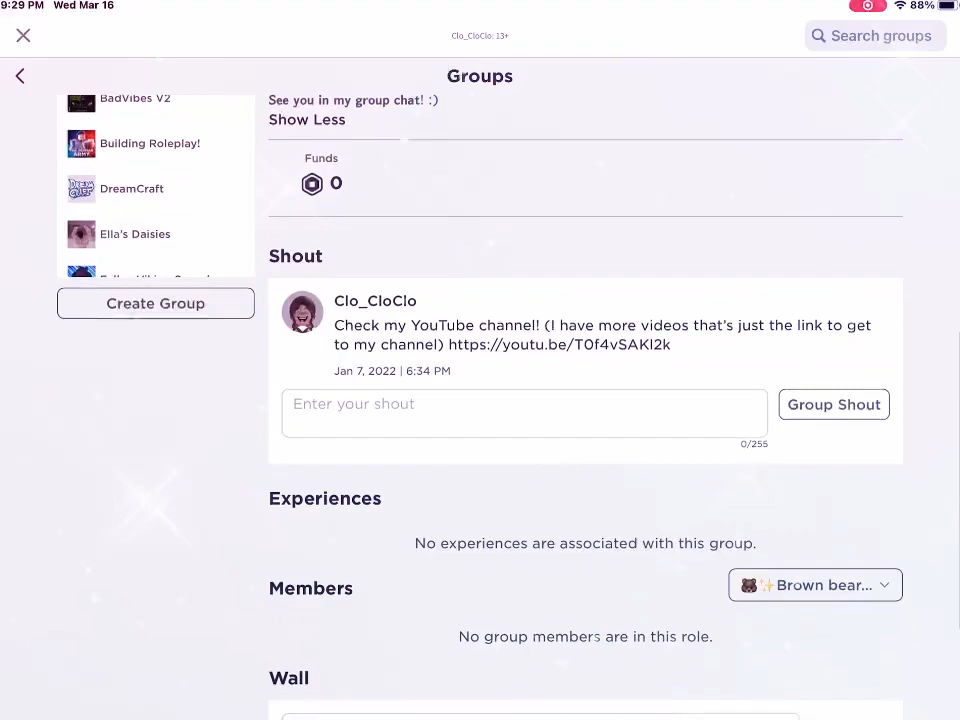 9:29 PM Wed Mar 16
88%
Clo_CloClo: 13+
Search groups
Groups
BadVibes V2
Building Roleplay!
DreamCraft
Ella's Daisies
Create Group
See you in my group chat! :)
Show Less
Funds
0
Shout
Clo_CloClo
Check my YouTube channel! (I have more videos that's just the link to get
to my channel) https://youtu.be/T0f4vSAKl2k
Jan 7, 2022 | 6:34 PM
Enter your shout
Group Shout
0/255
Experiences
No experiences are associated with this group.
Members
🐻✨Brown bear...
No group members are in this role.
Wall